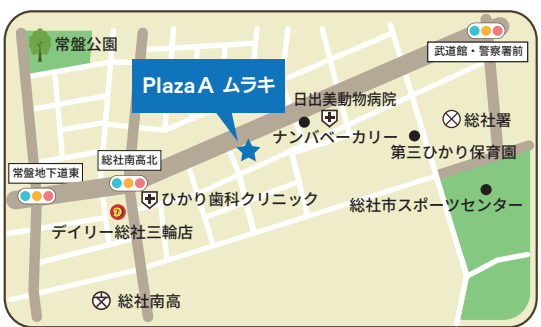 武道館・警察署前
常盤公園
Plaza A ムラキ
日出美動物病院
総社署
ナンバベーカリー
第三ひかり保育園
総社南高北
常盤地下道東
ひかり歯科クリニック
総社市スポーツセンター
デイリー総社三輪店
総社南高